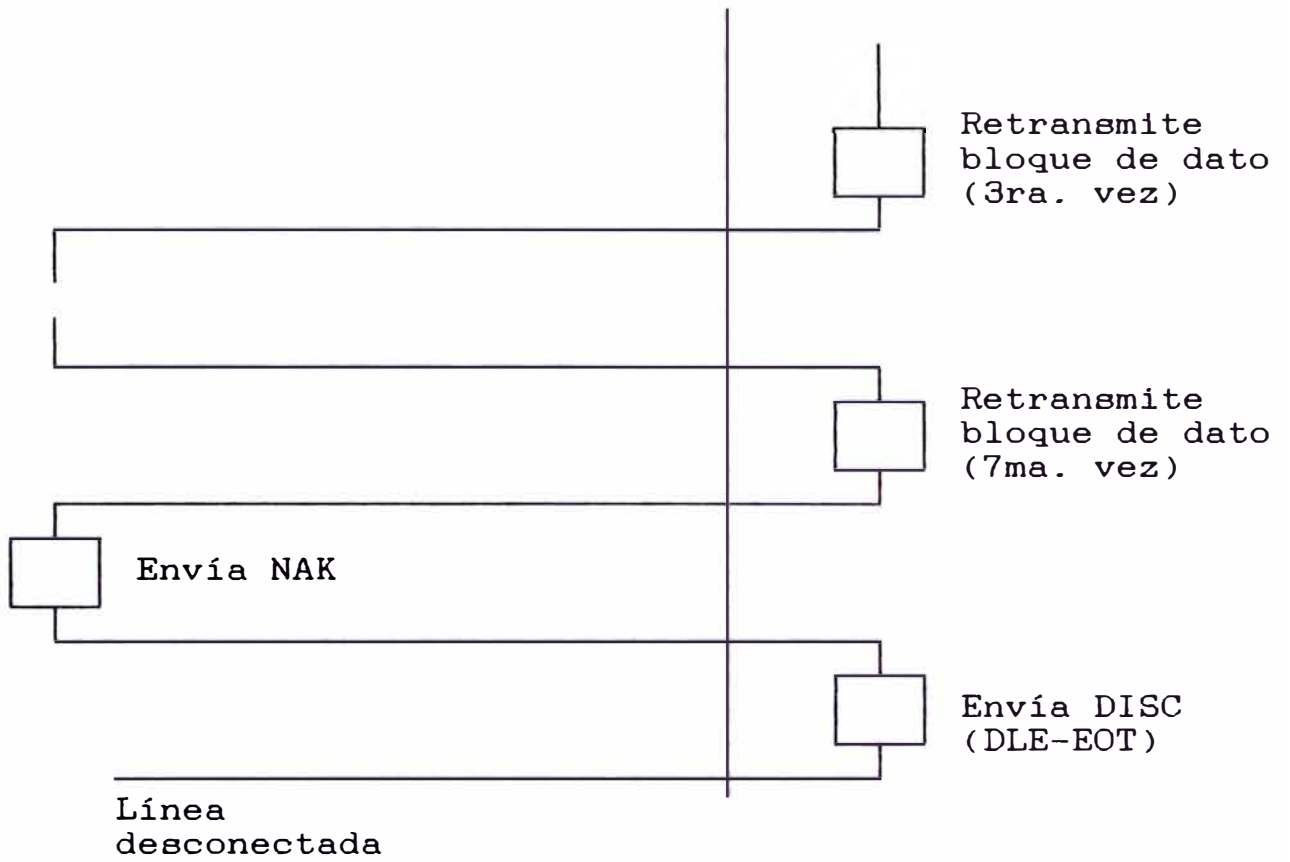 Retransmite
bloque de dato
(3ra. vez)
Retransmite
bloque de dato
(7ma. vez)
Envía NAK
Envía DISC
(DLE-EOT)
Línea
desconectada